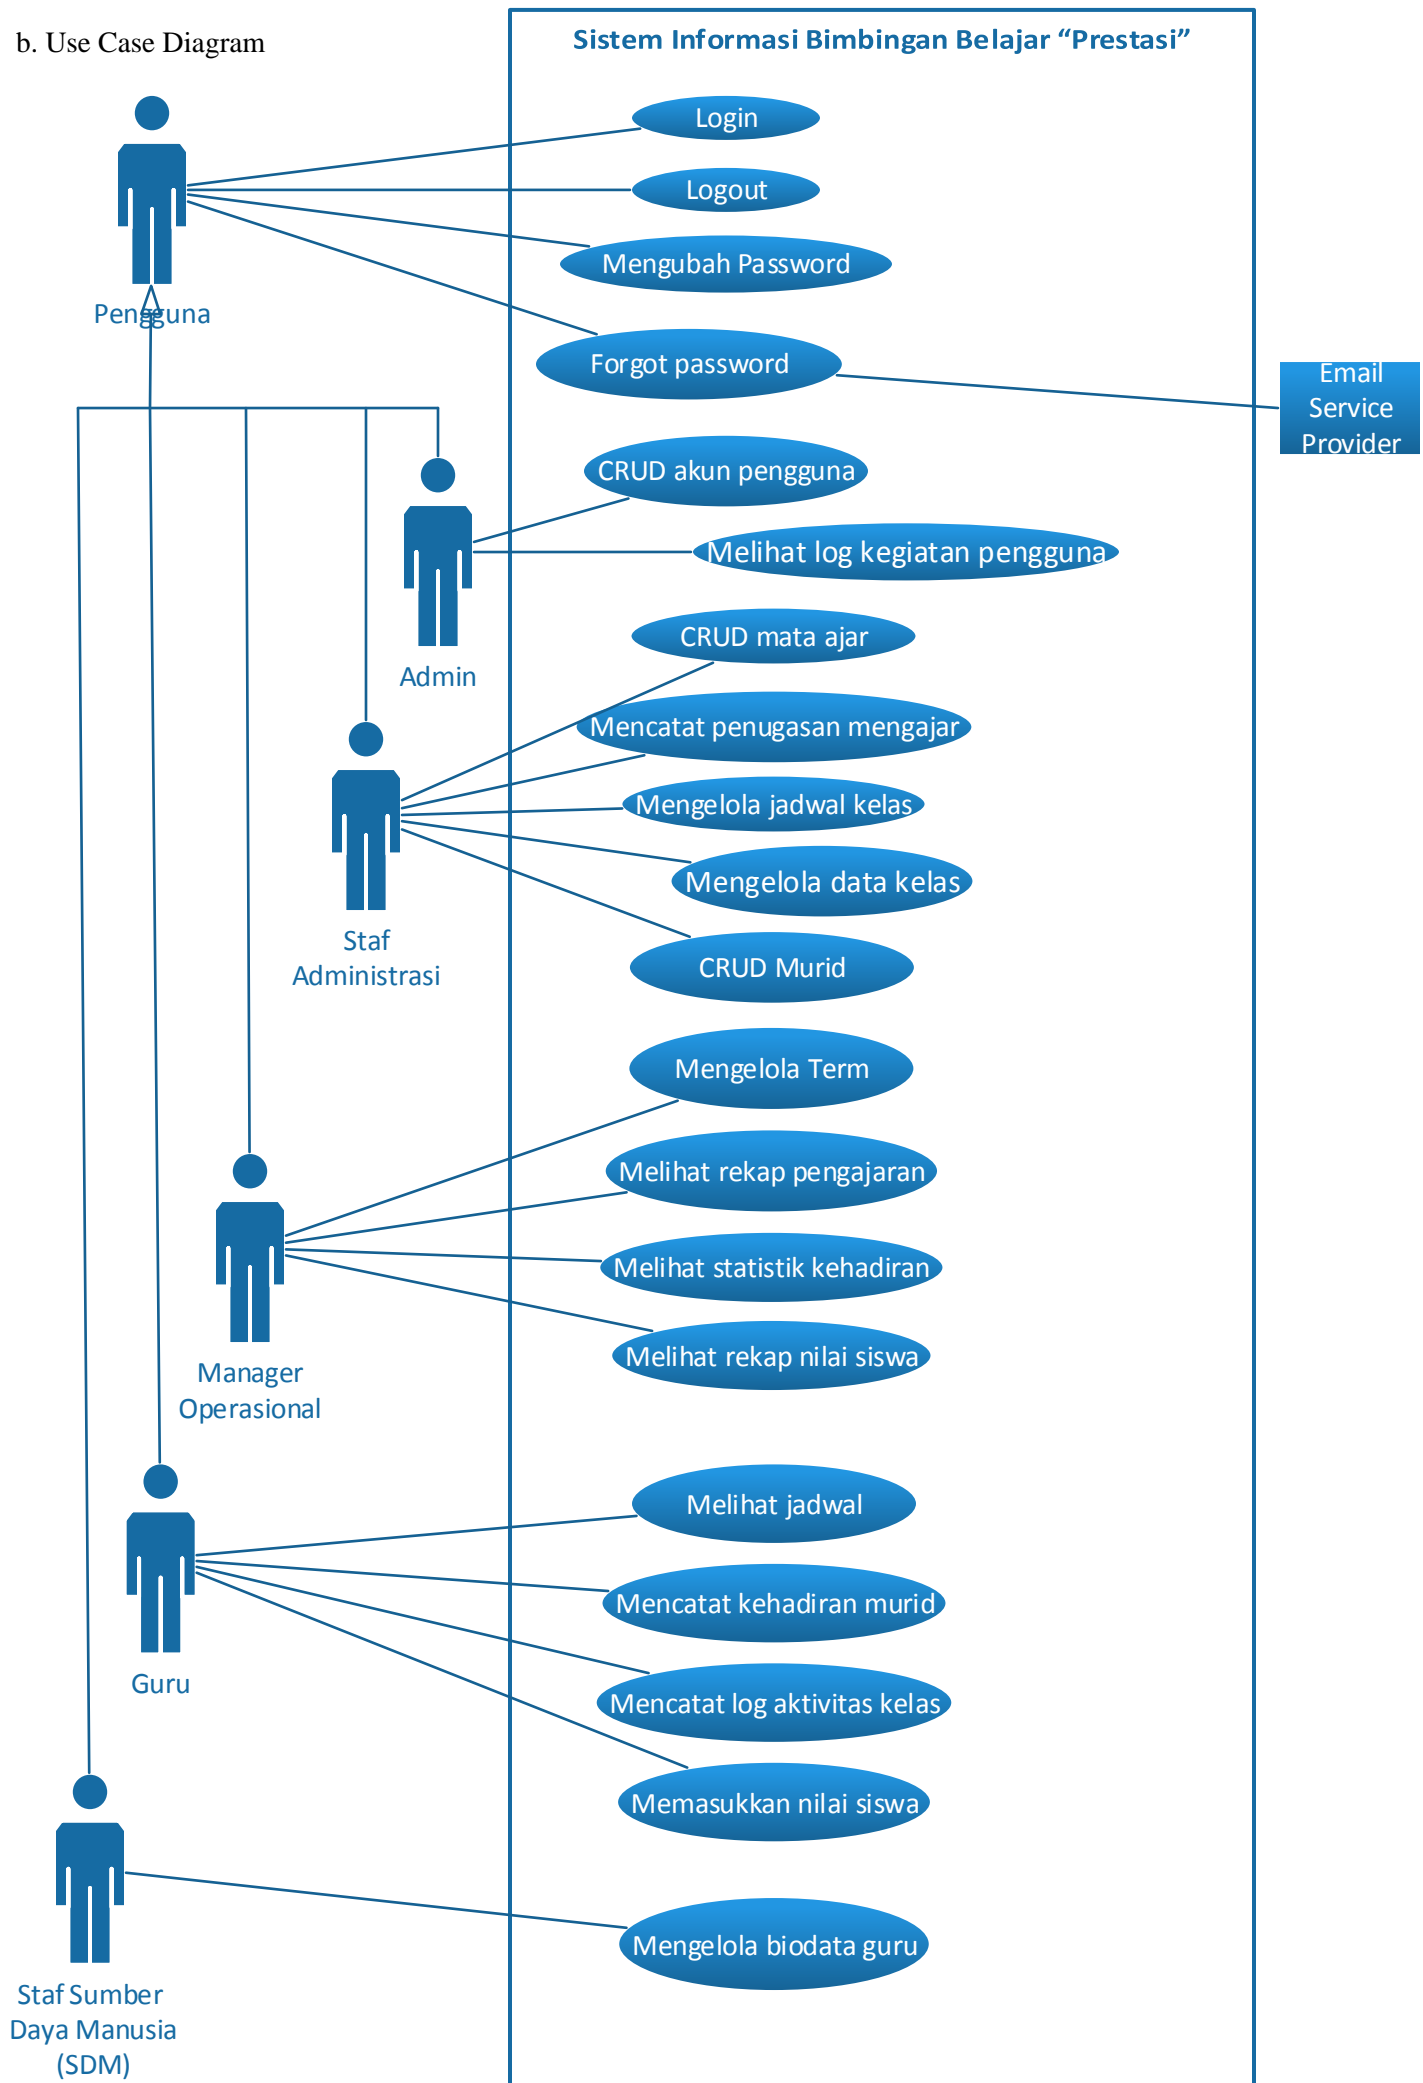 b. Use Case Diagram
Sistem Informasi Bimbingan Belajar “Prestasi”
Login
Logout
Mengubah Password
Pengguna
Forgot password
Email
Service
Provider
CRUD akun pengguna
Melihat log kegiatan pengguna
Admin
CRUD mata ajar
Mencatat penugasan mengajar
Mengelola jadwal kelas
Mengelola data kelas
Staf
Administrasi
CRUD Murid
Mengelola Term
Melihat rekap pengajaran
Melihat statistik kehadiran
Melihat rekap nilai siswa
Manager
Operasional
Melihat jadwal
Mencatat kehadiran murid
Guru
Mencatat log aktivitas kelas
Memasukkan nilai siswa
Mengelola biodata guru
Staf Sumber
Daya Manusia
(SDM)